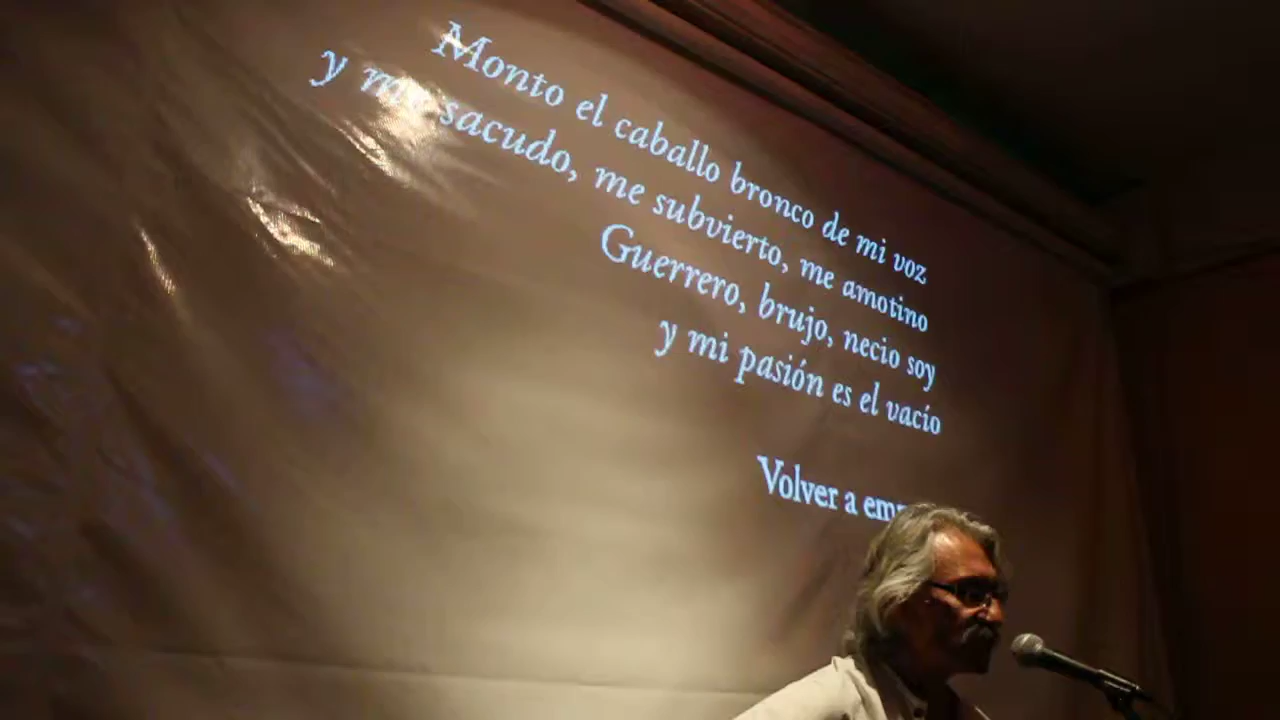 Monto el caballo bronco de mi voz
y me sacudo, me subvierto, me amotino
Guerrero, brujo, necio soy
y mi pasión es el vacío
Volver a